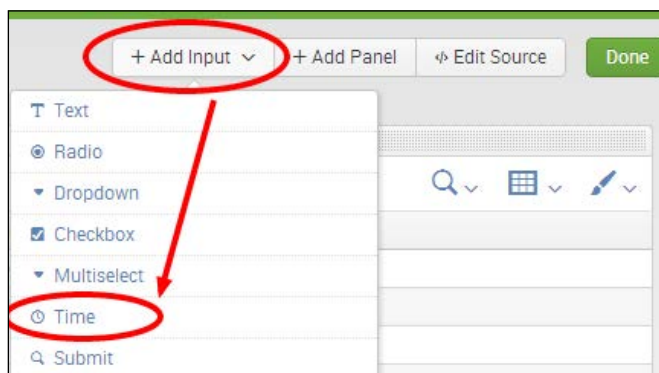 + Add Input + Add Panel Edit Source Done
Text
Radio
Dropdown
Checkbox
Multiselect
Time
Submit